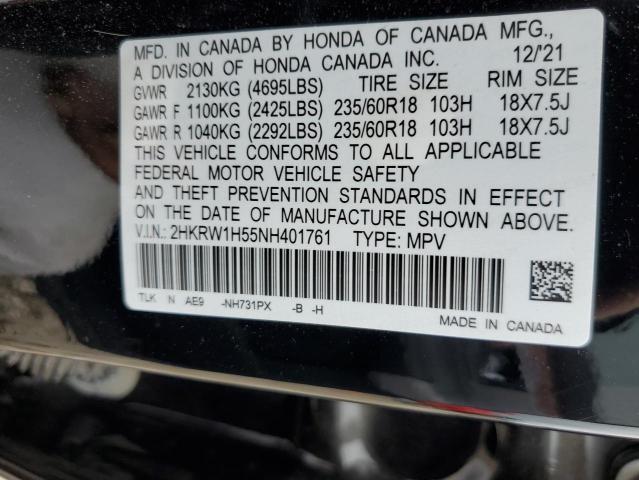 MFD. IN CANADA BY HONDA OF CANADA MFG.,
A DIVISION OF HONDA CANADA INC. 12/'21
GVWR 2130KG (4695LBS) TIRE SIZE RIM SIZE
GAWR F 1100KG (2425LBS) 235/60R18 103H 18X7.5J
GAWR R 1040KG (2292LBS) 235/60R18 103H 18X7.5J
THIS VEHICLE CONFORMS TO ALL APPLICABLE
FEDERAL MOTOR VEHICLE SAFETY
AND THEFT PREVENTION STANDARDS IN EFFECT
ON THE DATE OF MANUFACTURE SHOWN ABOVE.
V.I.N.: 2HKRW1H55NH401761 TYPE: MPV
TLK N AE9 -NH731PX -B -H
MADE IN CANADA